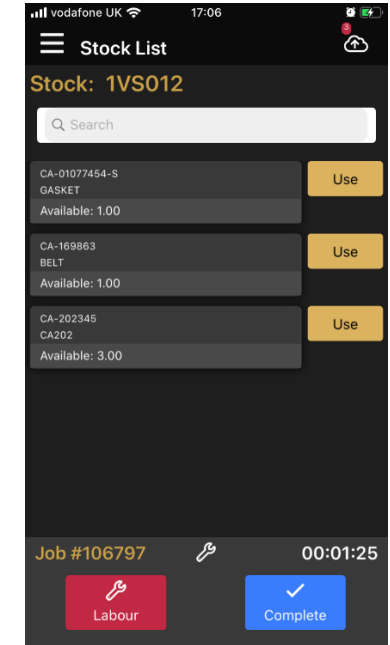 vodafone UK 17:06
3
Stock List
Stock: 1VS012
Search
CA-01077454-S
GASKET
Use
Available: 1.00
CA-169863
BELT
Use
Available: 1.00
CA-202345
CA202
Use
Available: 3.00
Job #106797 00:01:25
Labour Complete